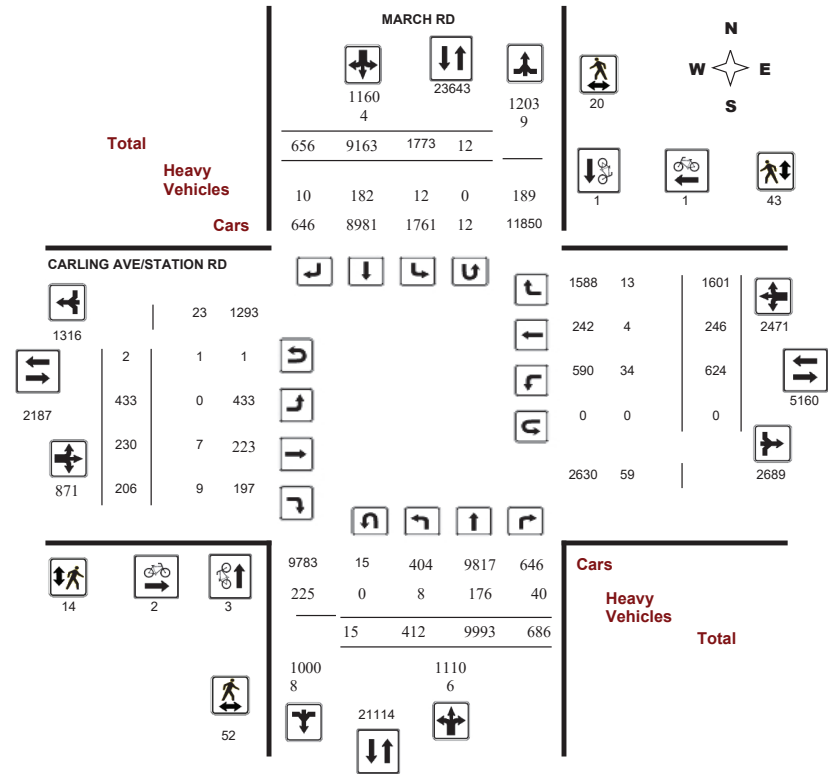 MARCH RD
N
W E
S
23643
1160
4
1203
9
20
Total
656 9163 1773 12
Heavy
Vehicles
10 182 12 0 189
Cars
646 8981 1761 12 11850
1 1 43
CARLING AVE/STATION RD
23 1293
1316
2 1 1
433 0 433
2187
230 7 223
871
206 9 197
1588 13 1601
242 4 246 2471
590 34 624
5160
0 0 0
2630 59 2689
9783 15 404 9817 646 Cars
225 0 8 176 40 Heavy
Vehicles
15 412 9993 686 Total
14 2 3
1000
8
1110
6
21114
52